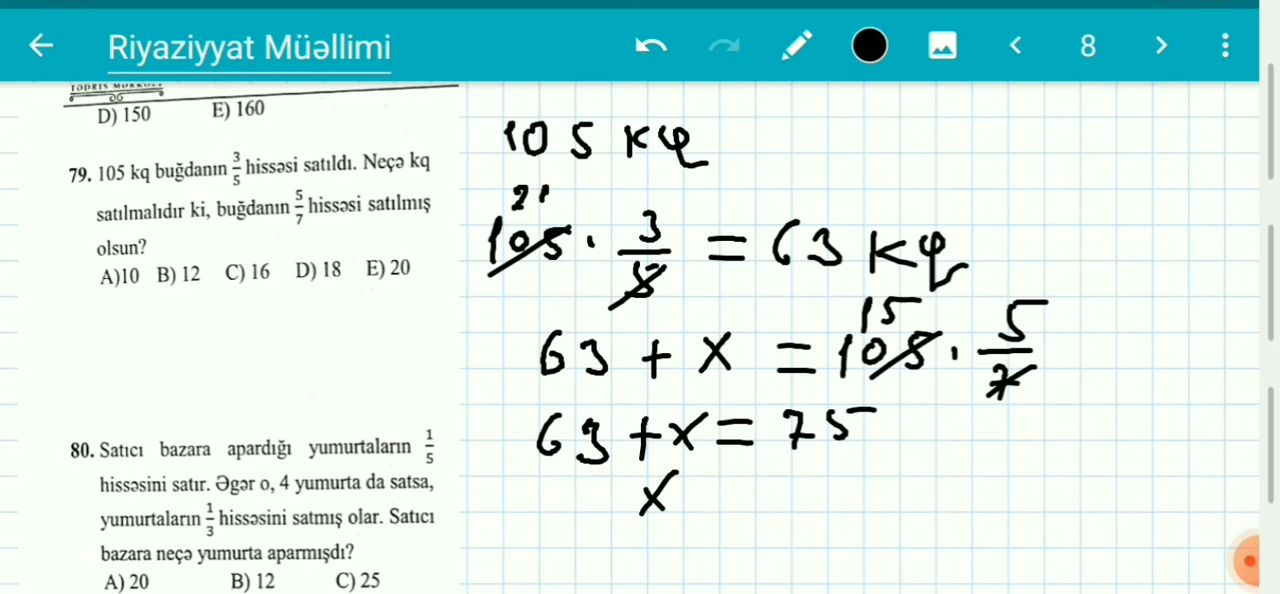 Riyaziyyat Müəllimi
8
TƏDRİS MƏRKƏZİ
D) 150 E) 160
79. 105 kq buğdanın 3/5 hissəsi satıldı. Neçə kq
satılmalıdır ki, buğdanın 5/7 hissəsi satılmış
olsun?
A)10 B) 12 C) 16 D) 18 E) 20
80. Satıcı bazara apardığı yumurtaların 1/5
hissəsini satır. Əgər o, 4 yumurta da satsa,
yumurtaların 1/3 hissəsini satmış olar. Satıcı
bazara neçə yumurta aparmışdı?
A) 20 B) 12 C) 25
105 kq
21
105 · 3/5 = 63 kq
15
63 + x = 105 · 5/7
63 + x = 75
x